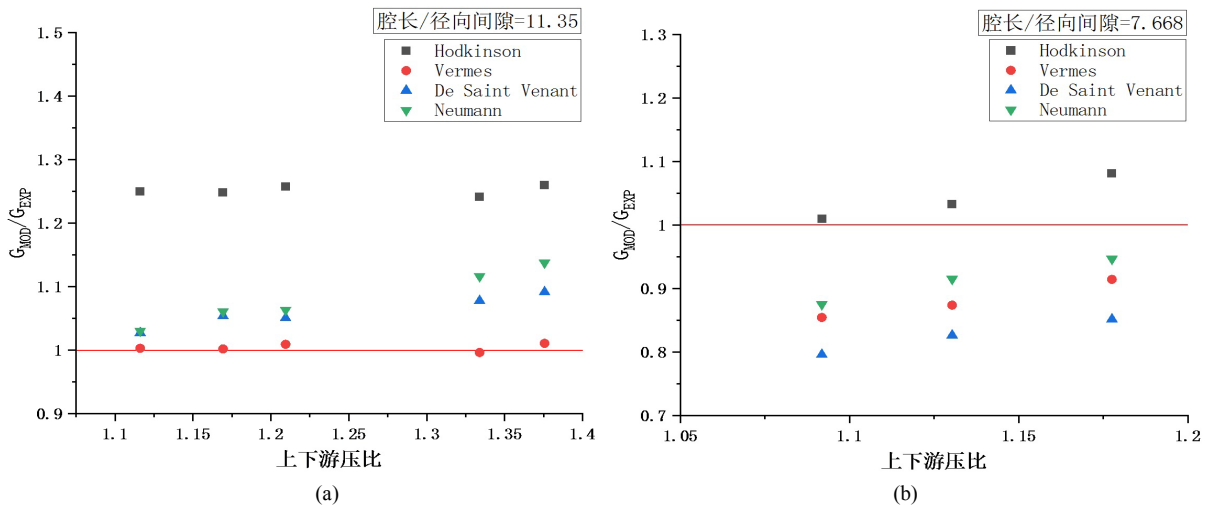 腔长/径向间隙=11.35
Hodkinson
Vermes
De Saint Venant
Neumann
1.5
1.4
1.3
1.2
1.1
1
0.9
G_MOD/G_EXP
1.1 1.15 1.2 1.25 1.3 1.35 1.4
上下游压比
(a)
腔长/径向间隙=7.668
Hodkinson
Vermes
De Saint Venant
Neumann
1.3
1.2
1.1
1
0.9
0.8
0.7
G_MOD/G_EXP
1.05 1.1 1.15 1.2
上下游压比
(b)